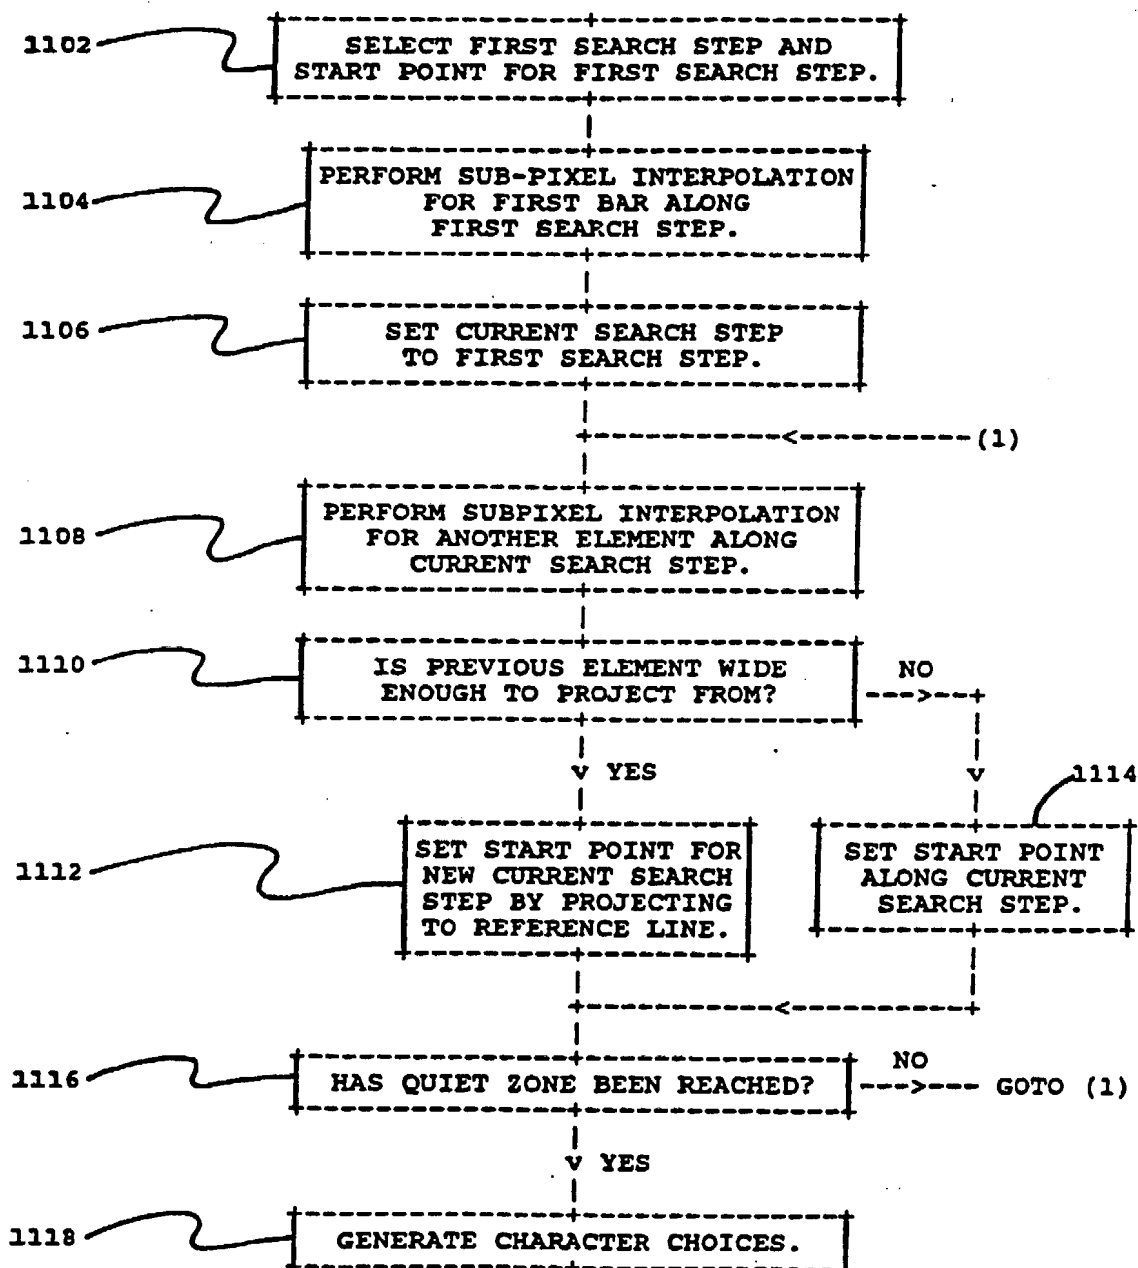 1102
SELECT FIRST SEARCH STEP AND
START POINT FOR FIRST SEARCH STEP.
1104
PERFORM SUB-PIXEL INTERPOLATION
FOR FIRST BAR ALONG
FIRST SEARCH STEP.
1106
SET CURRENT SEARCH STEP
TO FIRST SEARCH STEP.
(1)
1108
PERFORM SUBPIXEL INTERPOLATION
FOR ANOTHER ELEMENT ALONG
CURRENT SEARCH STEP.
1110
IS PREVIOUS ELEMENT WIDE
ENOUGH TO PROJECT FROM?
NO
YES
1114
1112
SET START POINT FOR
NEW CURRENT SEARCH
STEP BY PROJECTING
TO REFERENCE LINE.
SET START POINT
ALONG CURRENT
SEARCH STEP.
1116
HAS QUIET ZONE BEEN REACHED?
NO
GOTO (1)
YES
1118
GENERATE CHARACTER CHOICES.